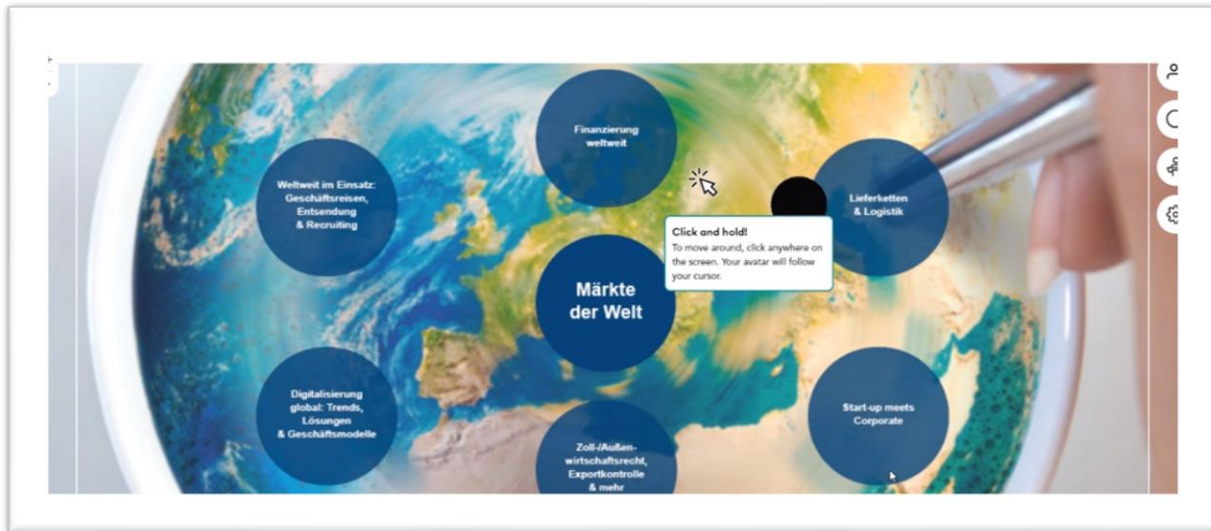 Finanzierung
weltweit
Weltweit im Einsatz:
Geschäftsreisen,
Entsendung
& Recruiting
Lieferketten
& Logistik
Click and hold!
To move around, click anywhere on
the screen. Your avatar will follow
your cursor.
Märkte
der Welt
Digitalisierung
global: Trends,
Lösungen
& Geschäftsmodelle
Start-up meets
Corporate
Zoll-/Außen-
wirtschaftsrecht,
Exportkontrolle
& mehr